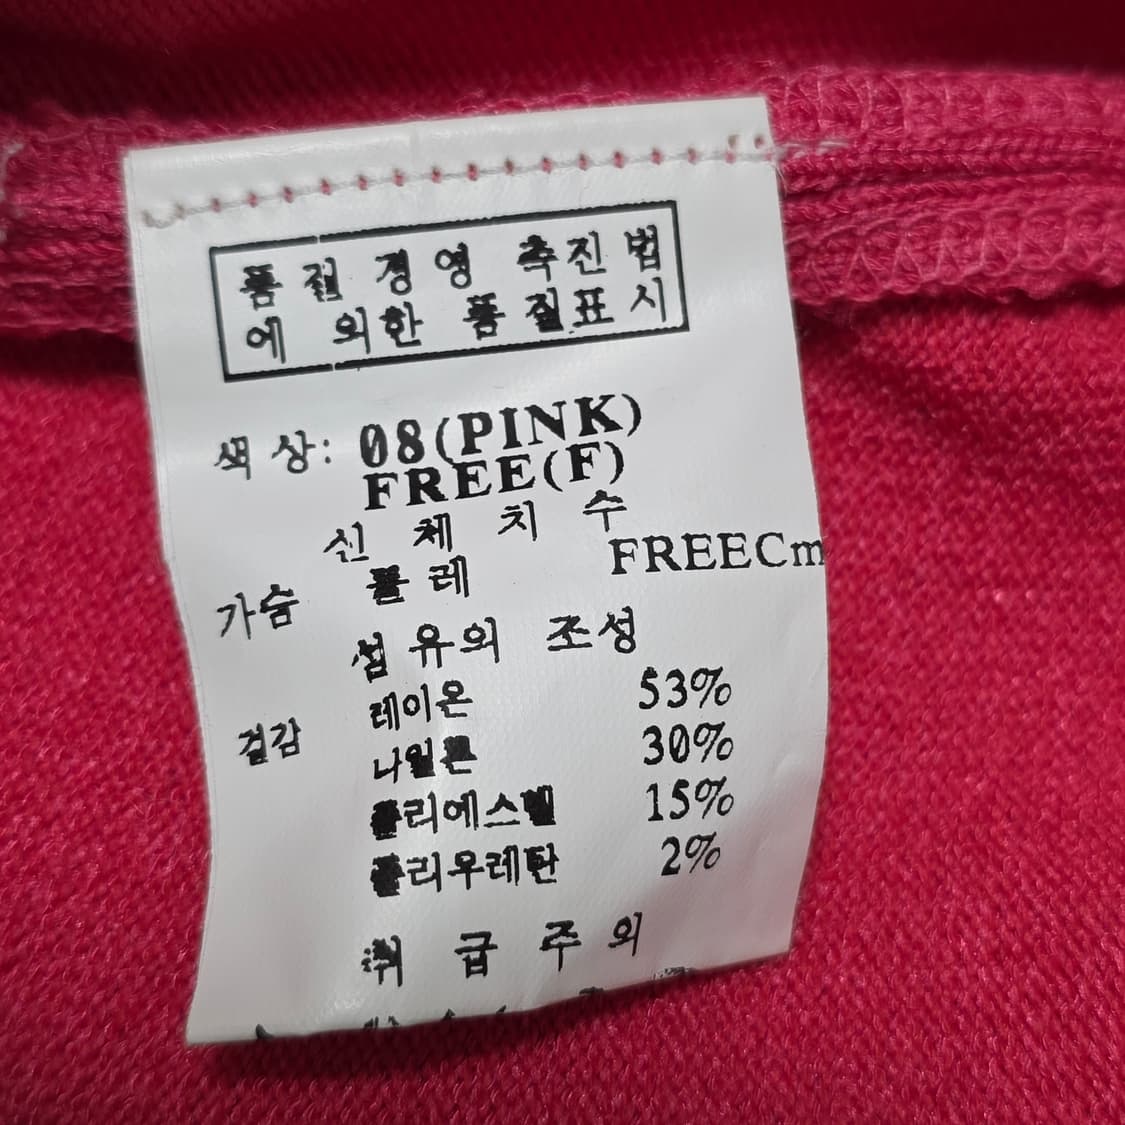 품질경영 촉진법
에 의한 품질표시
색상: 08(PINK)
FREE(F)
신체치수
가슴 둘레 FREECm
섬유의 조성
겉감 레이온 53%
나일론 30%
폴리에스텔 15%
폴리우레탄 2%
취급주의